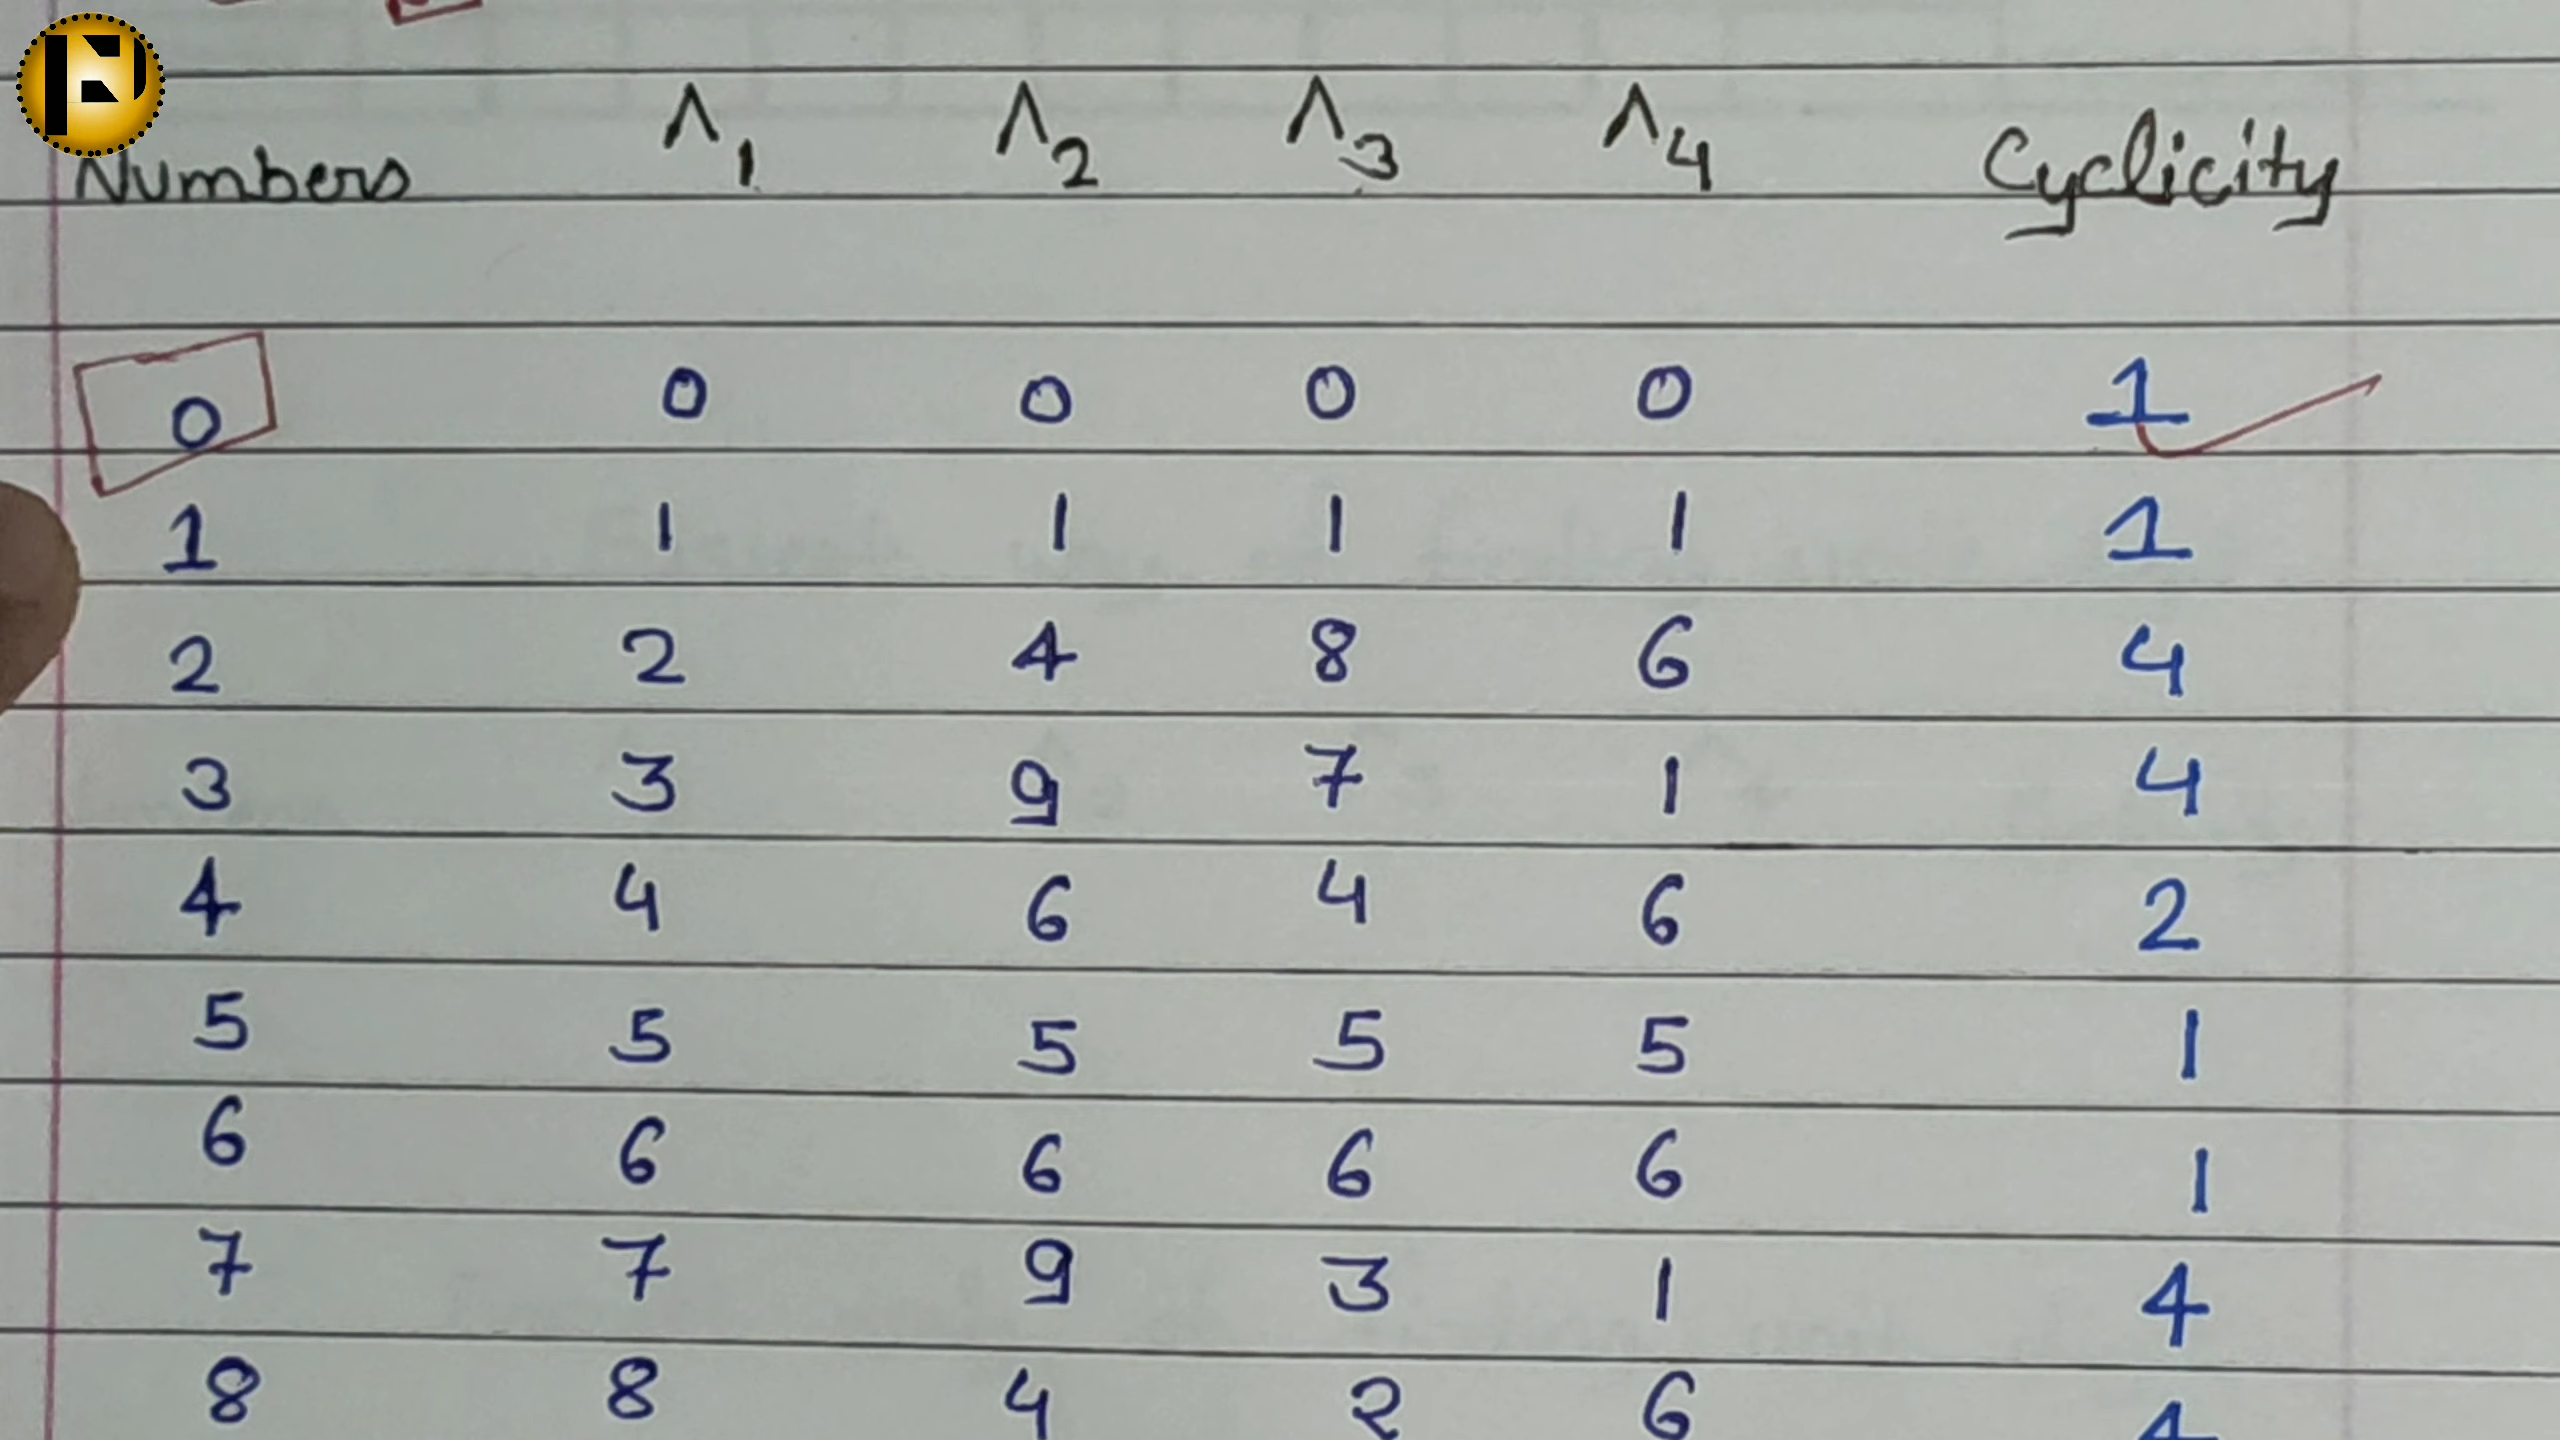 Numbers ^1 ^2 ^3 ^4 Cyclicity
0 0 0 0 0 1
1 1 1 1 1 1
2 2 4 8 6 4
3 3 9 7 1 4
4 4 6 4 6 2
5 5 5 5 5 1
6 6 6 6 6 1
7 7 9 3 1 4
8 8 4 2 6 4